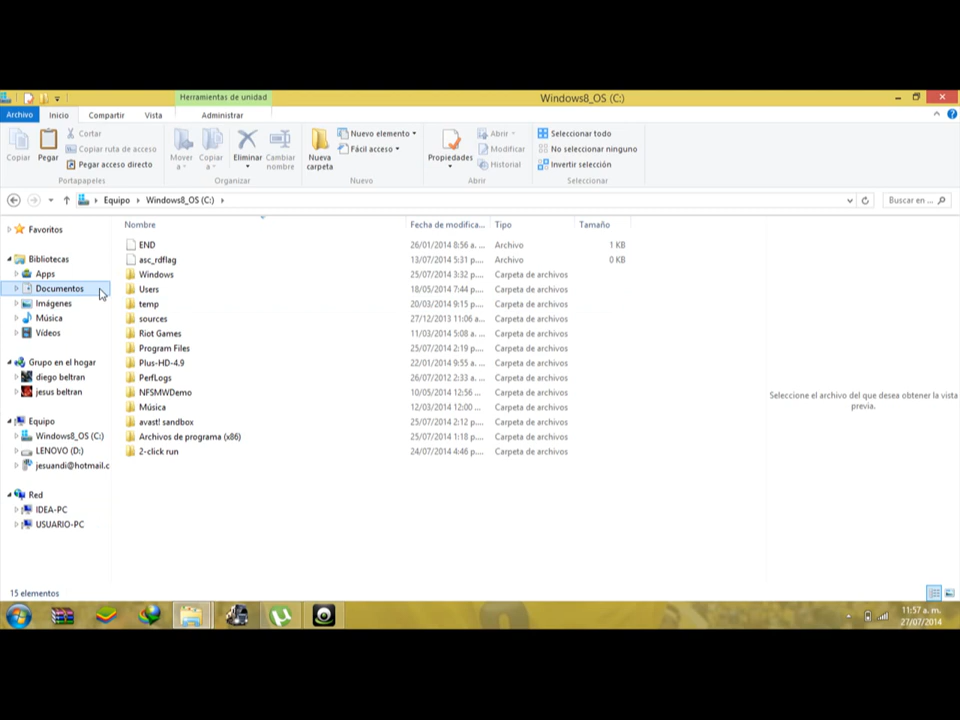 Herramientas de unidad
Windows8_OS (C:)
Archivo Inicio Compartir Vista Administrar
Copiar
Pegar
Cortar
Copiar ruta de acceso
Pegar acceso directo
Portapapeles
Mover a
Copiar a
Eliminar
Cambiar nombre
Organizar
Nueva carpeta
Nuevo elemento
Fácil acceso
Nuevo
Propiedades
Abrir
Modificar
Historial
Abrir
Seleccionar todo
No seleccionar ninguno
Invertir selección
Seleccionar
Equipo Windows8_OS (C:)
Buscar en ...
Favoritos
Bibliotecas
Apps
Documentos
Imágenes
Música
Vídeos
Grupo en el hogar
diego beltran
jesus beltran
Equipo
Windows8_OS (C:)
LENOVO (D:)
jesuandi@hotmail.c
Red
IDEA-PC
USUARIO-PC
Nombre Fecha de modifica... Tipo Tamaño
END 26/01/2014 8:56 a. ... Archivo 1 KB
asc_rdflag 13/07/2014 5:31 p.... Archivo 0 KB
Windows 25/07/2014 3:32 p.... Carpeta de archivos
Users 18/05/2014 7:44 p.... Carpeta de archivos
temp 20/03/2014 9:15 p.... Carpeta de archivos
sources 27/12/2013 11:06 a... Carpeta de archivos
Riot Games 11/03/2014 5:08 a. ... Carpeta de archivos
Program Files 25/07/2014 2:19 p.... Carpeta de archivos
Plus-HD-4.9 22/01/2014 9:55 a. ... Carpeta de archivos
PerfLogs 26/07/2012 2:33 a. ... Carpeta de archivos
NFSMWDemo 10/05/2014 12:56 ... Carpeta de archivos
Música 12/03/2014 12:00 ... Carpeta de archivos
avast! sandbox 25/07/2014 2:12 p.... Carpeta de archivos
Archivos de programa (x86) 25/07/2014 1:18 p.... Carpeta de archivos
2-click run 24/07/2014 4:46 p.... Carpeta de archivos
Seleccione el archivo del que desea obtener la vista
previa.
15 elementos
11:57 a. m.
27/07/2014